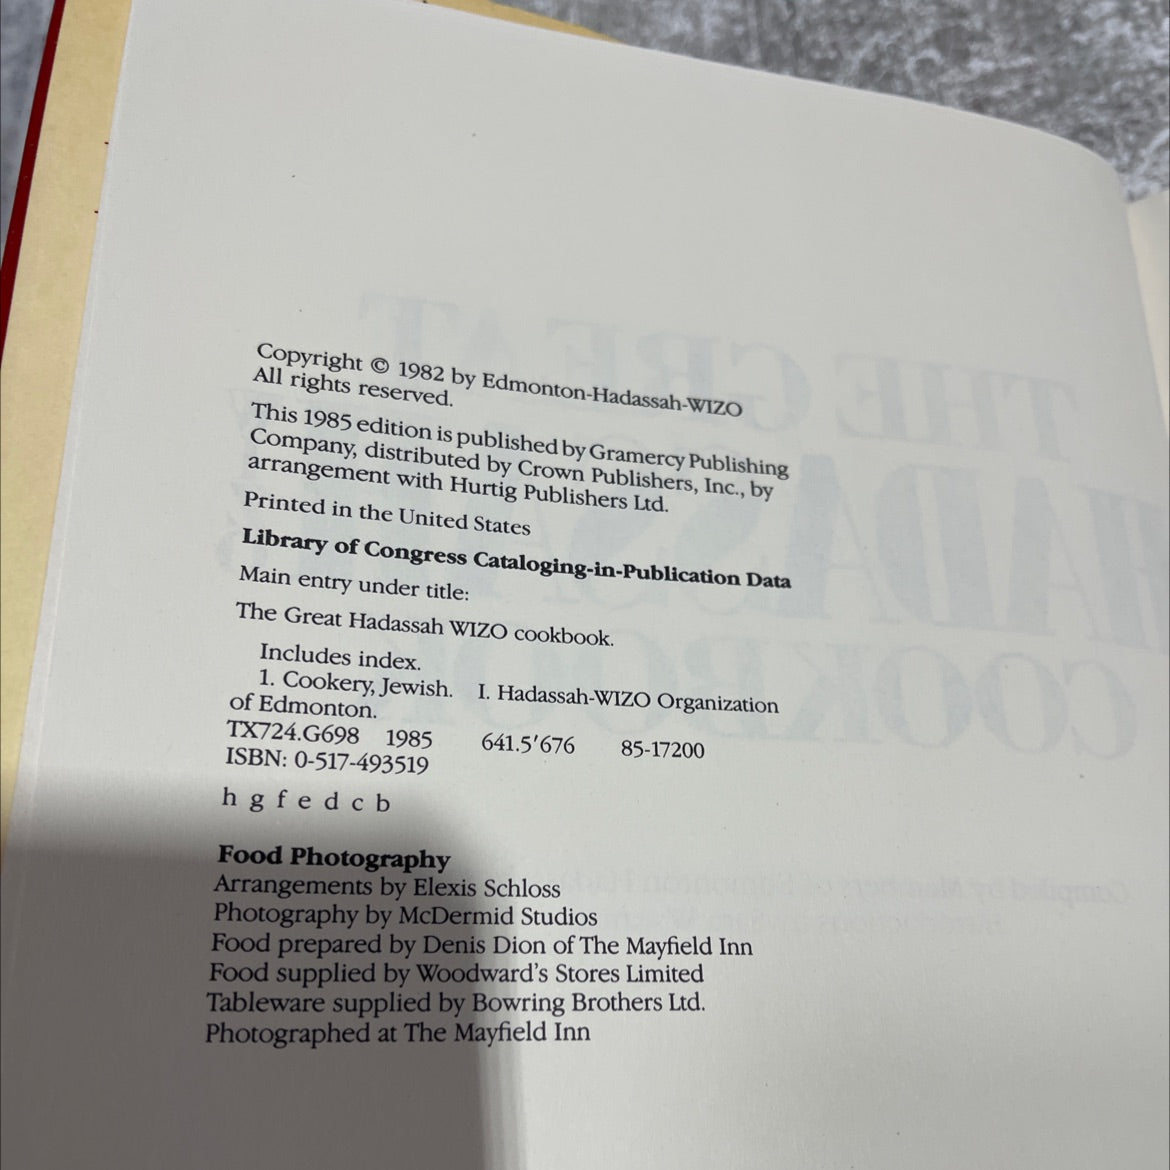 Copyright © 1982 by Edmonton-Hadassah-WIZO
All rights reserved.
This 1985 edition is published by Gramercy Publishing
Company, distributed by Crown Publishers, Inc., by
arrangement with Hurtig Publishers Ltd.
Printed in the United States
Library of Congress Cataloging-in-Publication Data
Main entry under title:
The Great Hadassah WIZO cookbook.
Includes index.
1. Cookery, Jewish. I. Hadassah-WIZO Organization
of Edmonton.
TX724.G698 1985 641.5′676 85-17200
ISBN: 0-517-493519
h g f e d c b
Food Photography
Arrangements by Elexis Schloss
Photography by McDermid Studios
Food prepared by Denis Dion of The Mayfield Inn
Food supplied by Woodward's Stores Limited
Tableware supplied by Bowring Brothers Ltd.
Photographed at The Mayfield Inn